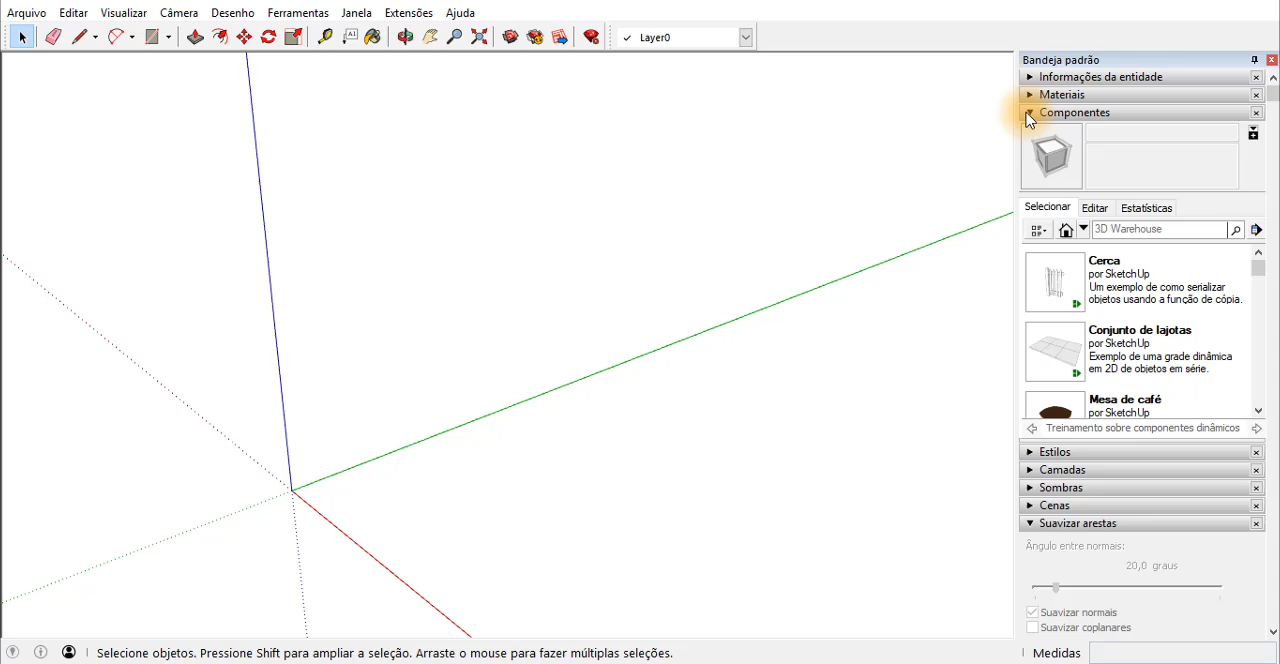 Arquivo Editar Visualizar Câmera Desenho Ferramentas Janela Extensões Ajuda
AI
Layer0
Bandeja padrão
Informações da entidade
Materiais
Componentes
Selecionar Editar Estatísticas
3D Warehouse
Cerca
por SketchUp
Um exemplo de como serializar
objetos usando a função de cópia.
Conjunto de lajotas
por SketchUp
Exemplo de uma grade dinâmica
em 2D de objetos em série.
Mesa de café
por SketchUp
Treinamento sobre componentes dinâmicos
Estilos
Camadas
Sombras
Cenas
Suavizar arestas
Ângulo entre normais:
20,0 graus
Suavizar normais
Suavizar coplanares
Selecione objetos. Pressione Shift para ampliar a seleção. Arraste o mouse para fazer múltiplas seleções.
Medidas